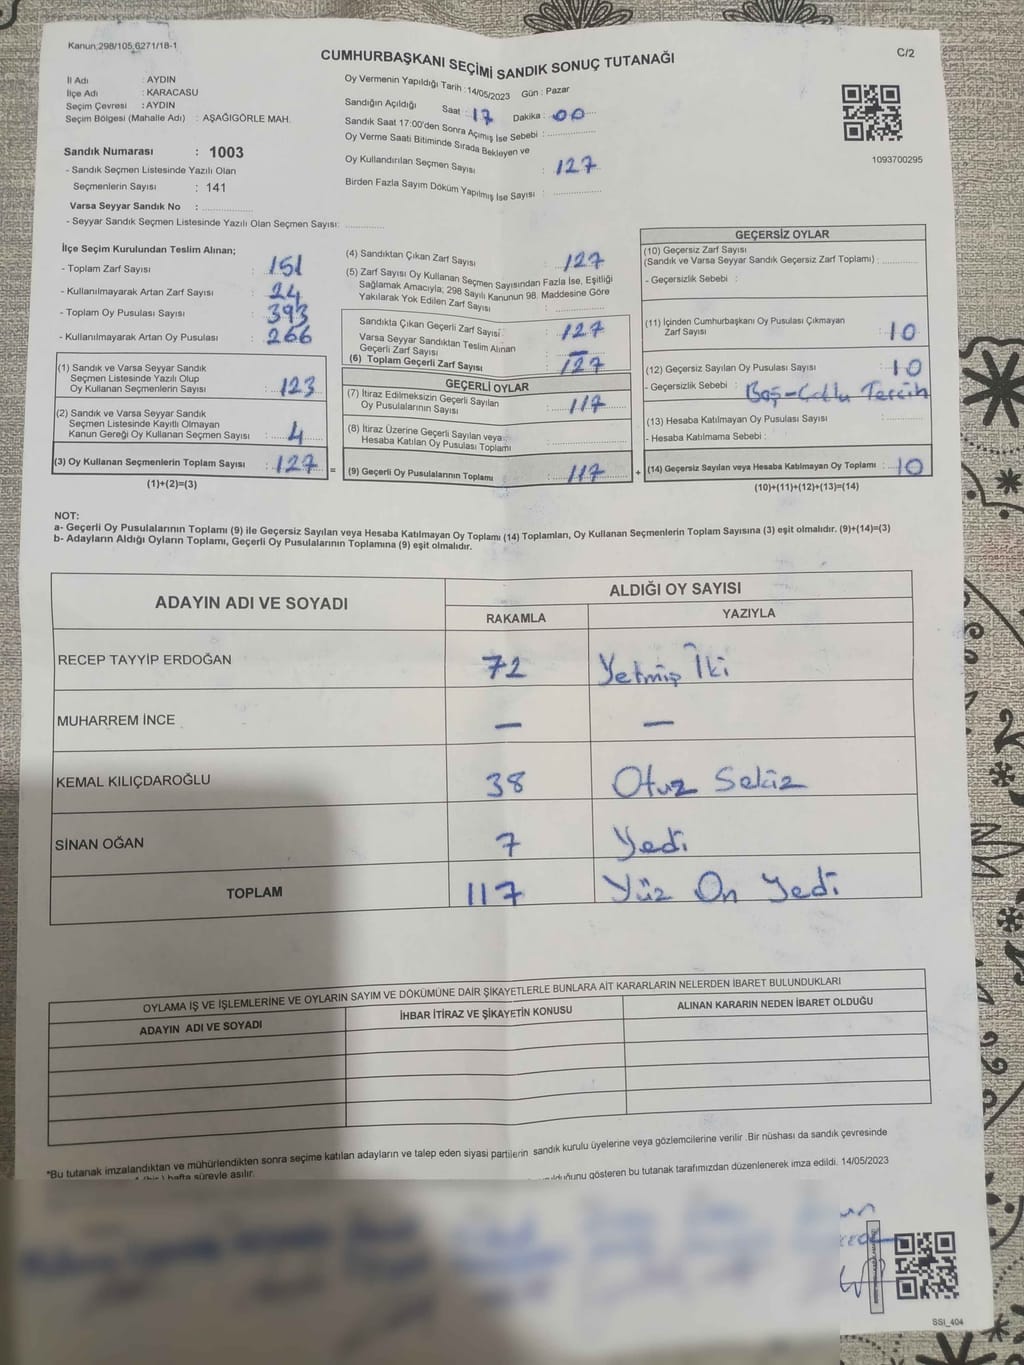 Kanun,298/105,6271/18-1
CUMHURBAŞKANI SEÇİMİ SANDIK SONUÇ TUTANAĞI
C/2
İl Adı : AYDIN
İlçe Adı : KARACASU
Seçim Çevresi : AYDIN
Seçim Bölgesi (Mahalle Adı) : AŞAĞIGÖRLE MAH.
Sandık Numarası : 1003
- Sandık Seçmen Listesinde Yazılı Olan
Seçmenlerin Sayısı : 141
Varsa Seyyar Sandık No : ....................
- Seyyar Sandık Seçmen Listesinde Yazılı Olan Seçmen Sayısı: ....................
Oy Vermenin Yapıldığı Tarih : 14/05/2023 Gün : Pazar
Sandığın Açıldığı Saat : 17 Dakika : 00
Sandık Saat 17:00'den Sonra Açımış İse Sebebi : ....................
Oy Verme Saati Bitiminde Sırada Bekleyen ve
Oy Kullandırılan Seçmen Sayısı : 127
Birden Fazla Sayım Döküm Yapılmış İse Sayısı : ....................
1093700295
İlçe Seçim Kurulundan Teslim Alınan;
- Toplam Zarf Sayısı : 151
- Kullanılmayarak Artan Zarf Sayısı : 24
- Toplam Oy Pusulası Sayısı : 393
- Kullanılmayarak Artan Oy Pusulası : 266
(1) Sandık ve Varsa Seyyar Sandık
Seçmen Listesinde Yazılı Olup
Oy Kullanan Seçmenlerin Sayısı : 123
(2) Sandık ve Varsa Seyyar Sandık
Seçmen Listesinde Kayıtlı Olmayan
Kanun Gereği Oy Kullanan Seçmen Sayısı : 4
(3) Oy Kullanan Seçmenlerin Toplam Sayısı : 127 =
(1)+(2)=(3)
(4) Sandıktan Çıkan Zarf Sayısı : 127
(5) Zarf Sayısı Oy Kullanan Seçmen Sayısından Fazla İse, Eşitliği
Sağlamak Amacıyla; 298 Sayılı Kanunun 98. Maddesine Göre
Yakılarak Yok Edilen Zarf Sayısı : ....................
Sandıkta Çıkan Geçerli Zarf Sayısı : 127
Varsa Seyyar Sandıktan Teslim Alınan
Geçerli Zarf Sayısı : —
(6) Toplam Geçerli Zarf Sayısı : 127
GEÇERLİ OYLAR
(7) İtiraz Edilmeksizin Geçerli Sayılan
Oy Pusulalarının Sayısı : 117
(8) İtiraz Üzerine Geçerli Sayılan veya
Hesaba Katılan Oy Pusulası Toplamı : ....................
(9) Geçerli Oy Pusulalarının Toplamı : 117 +
GEÇERSİZ OYLAR
(10) Geçersiz Zarf Sayısı
(Sandık ve Varsa Seyyar Sandık Geçersiz Zarf Toplamı) : ..........
- Geçersizlik Sebebi :
(11) İçinden Cumhurbaşkanı Oy Pusulası Çıkmayan
Zarf Sayısı : 10
(12) Geçersiz Sayılan Oy Pusulası Sayısı : 10
- Geçersizlik Sebebi : Boş-Çoklu Tercih
(13) Hesaba Katılmayan Oy Pusulası Sayısı : ..........
- Hesaba Katılmama Sebebi :
(14) Geçersiz Sayılan veya Hesaba Katılmayan Oy Toplamı : 10
(10)+(11)+(12)+(13)=(14)
NOT:
a- Geçerli Oy Pusulalarının Toplamı (9) ile Geçersiz Sayılan veya Hesaba Katılmayan Oy Toplamı (14) Toplamları, Oy Kullanan Seçmenlerin Toplam Sayısına (3) eşit olmalıdır. (9)+(14)=(3)
b- Adayların Aldığı Oyların Toplamı, Geçerli Oy Pusulalarının Toplamına (9) eşit olmalıdır.
ADAYIN ADI VE SOYADI
ALDIĞI OY SAYISI
RAKAMLA YAZIYLA
RECEP TAYYİP ERDOĞAN 72 Yetmiş İki
MUHARREM İNCE — —
KEMAL KILIÇDAROĞLU 38 Otuz Sekiz
SİNAN OĞAN 7 Yedi
TOPLAM 117 Yüz On Yedi
OYLAMA İŞ VE İŞLEMLERİNE VE OYLARIN SAYIM VE DÖKÜMÜNE DAİR ŞİKAYETLERLE BUNLARA AİT KARARLARIN NELERDEN İBARET BULUNDUKLARI
ADAYIN ADI VE SOYADI İHBAR İTİRAZ VE ŞİKAYETİN KONUSU ALINAN KARARIN NEDEN İBARET OLDUĞU
*Bu tutanak imzalandıktan ve mühürlendikten sonra seçime katılan adayların ve talep eden siyasi partilerin sandık kurulu üyelerine veya gözlemcilerine verilir .Bir nüshası da sandık çevresinde
(bir) hafta süreyle asılır.
olduğunu gösteren bu tutanak tarafımızdan düzenlenerek imza edildi. 14/05/2023
SSI_404